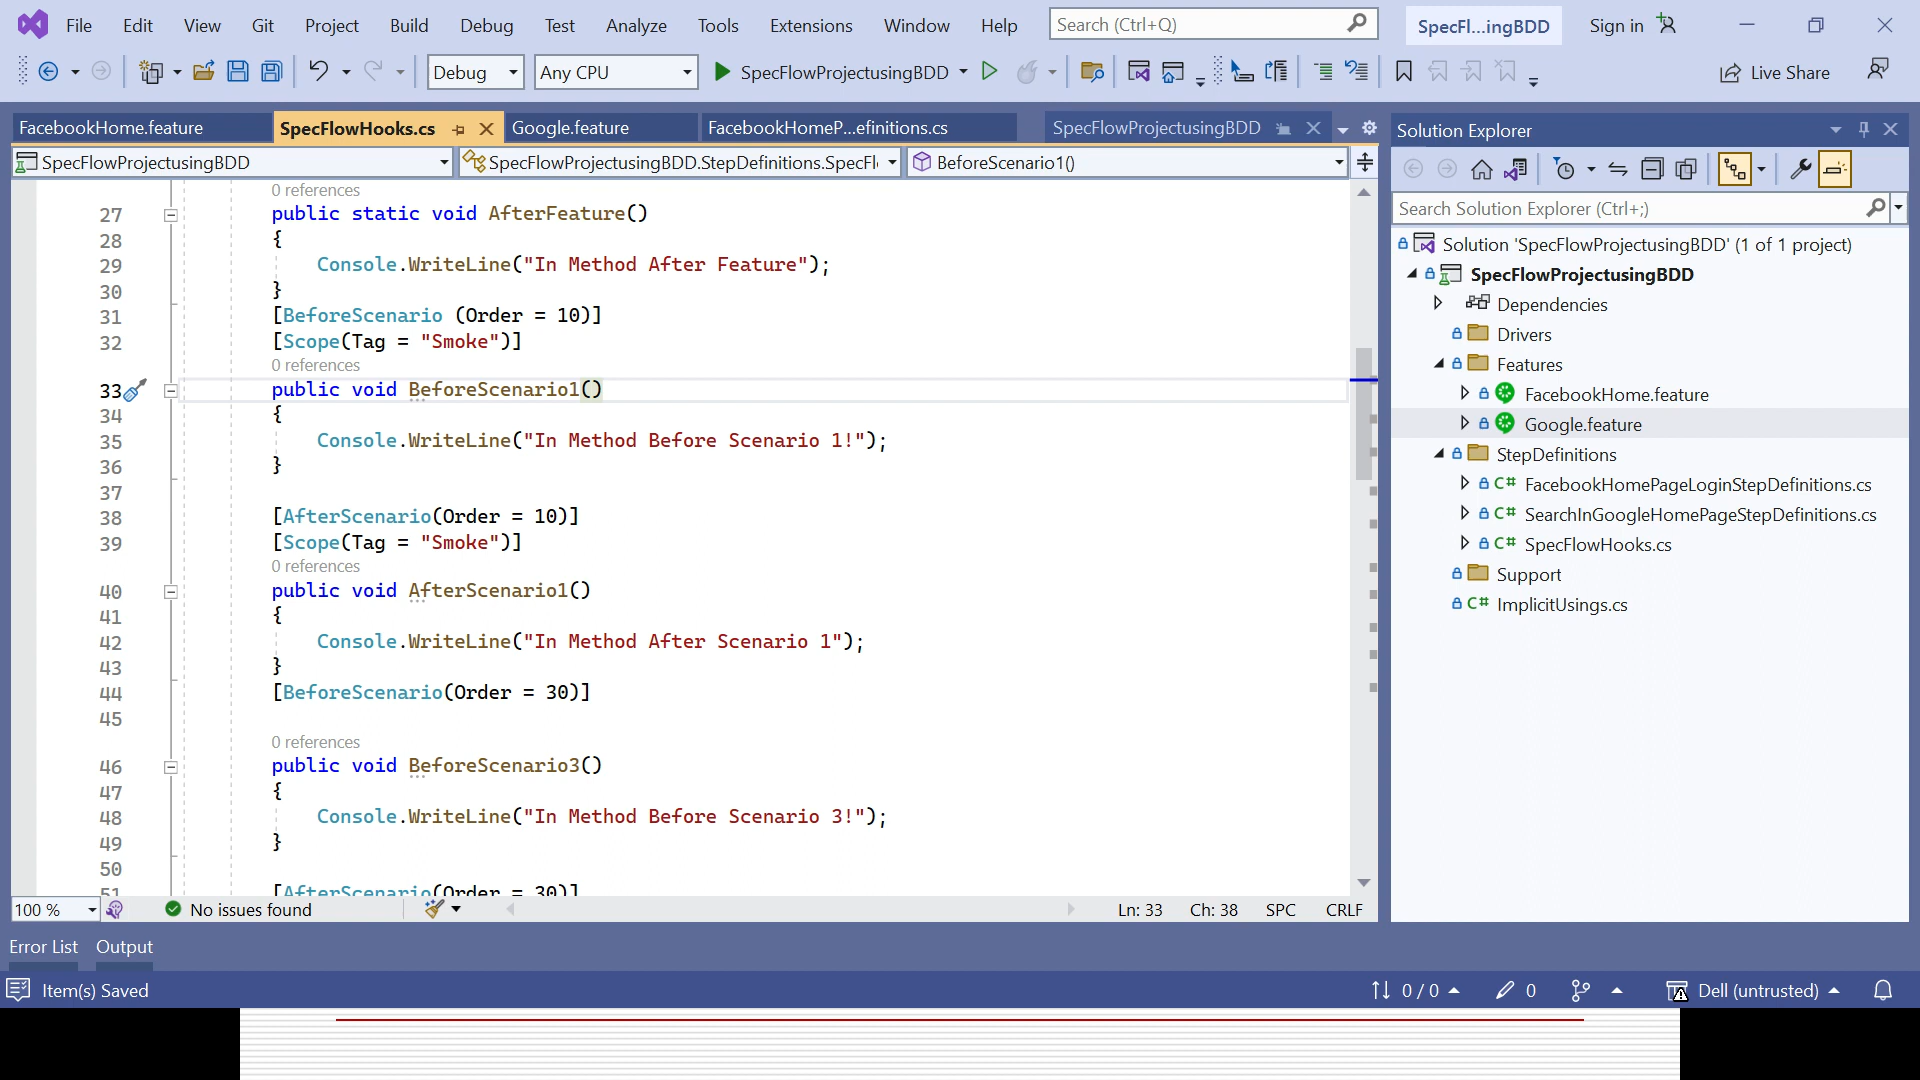 File Edit View Git Project Build Debug Test Analyze Tools Extensions Window Help Search (Ctrl+Q) SpecFl...ingBDD Sign in
Debug Any CPU SpecFlowProjectusingBDD Live Share
FacebookHome.feature SpecFlowHooks.cs Google.feature FacebookHomeP...efinitions.cs SpecFlowProjectusingBDD
SpecFlowProjectusingBDD SpecFlowProjectusingBDD.StepDefinitions.SpecFl BeforeScenario1()
0 references
27 public static void AfterFeature()
28 {
29 Console.WriteLine("In Method After Feature");
30 }
31 [BeforeScenario (Order = 10)]
32 [Scope(Tag = "Smoke")]
0 references
33 public void BeforeScenario1()
34 {
35 Console.WriteLine("In Method Before Scenario 1!");
36 }
37
38 [AfterScenario(Order = 10)]
39 [Scope(Tag = "Smoke")]
0 references
40 public void AfterScenario1()
41 {
42 Console.WriteLine("In Method After Scenario 1");
43 }
44 [BeforeScenario(Order = 30)]
45
0 references
46 public void BeforeScenario3()
47 {
48 Console.WriteLine("In Method Before Scenario 3!");
49 }
50
51 [AfterScenario(Order = 30)]
100 % No issues found Ln: 33 Ch: 38 SPC CRLF
Solution Explorer
Search Solution Explorer (Ctrl+;)
Solution 'SpecFlowProjectusingBDD' (1 of 1 project)
SpecFlowProjectusingBDD
Dependencies
Drivers
Features
FacebookHome.feature
Google.feature
StepDefinitions
C# FacebookHomePageLoginStepDefinitions.cs
C# SearchInGoogleHomePageStepDefinitions.cs
C# SpecFlowHooks.cs
Support
C# ImplicitUsings.cs
Error List Output
Item(s) Saved 0 / 0 0 Dell (untrusted)